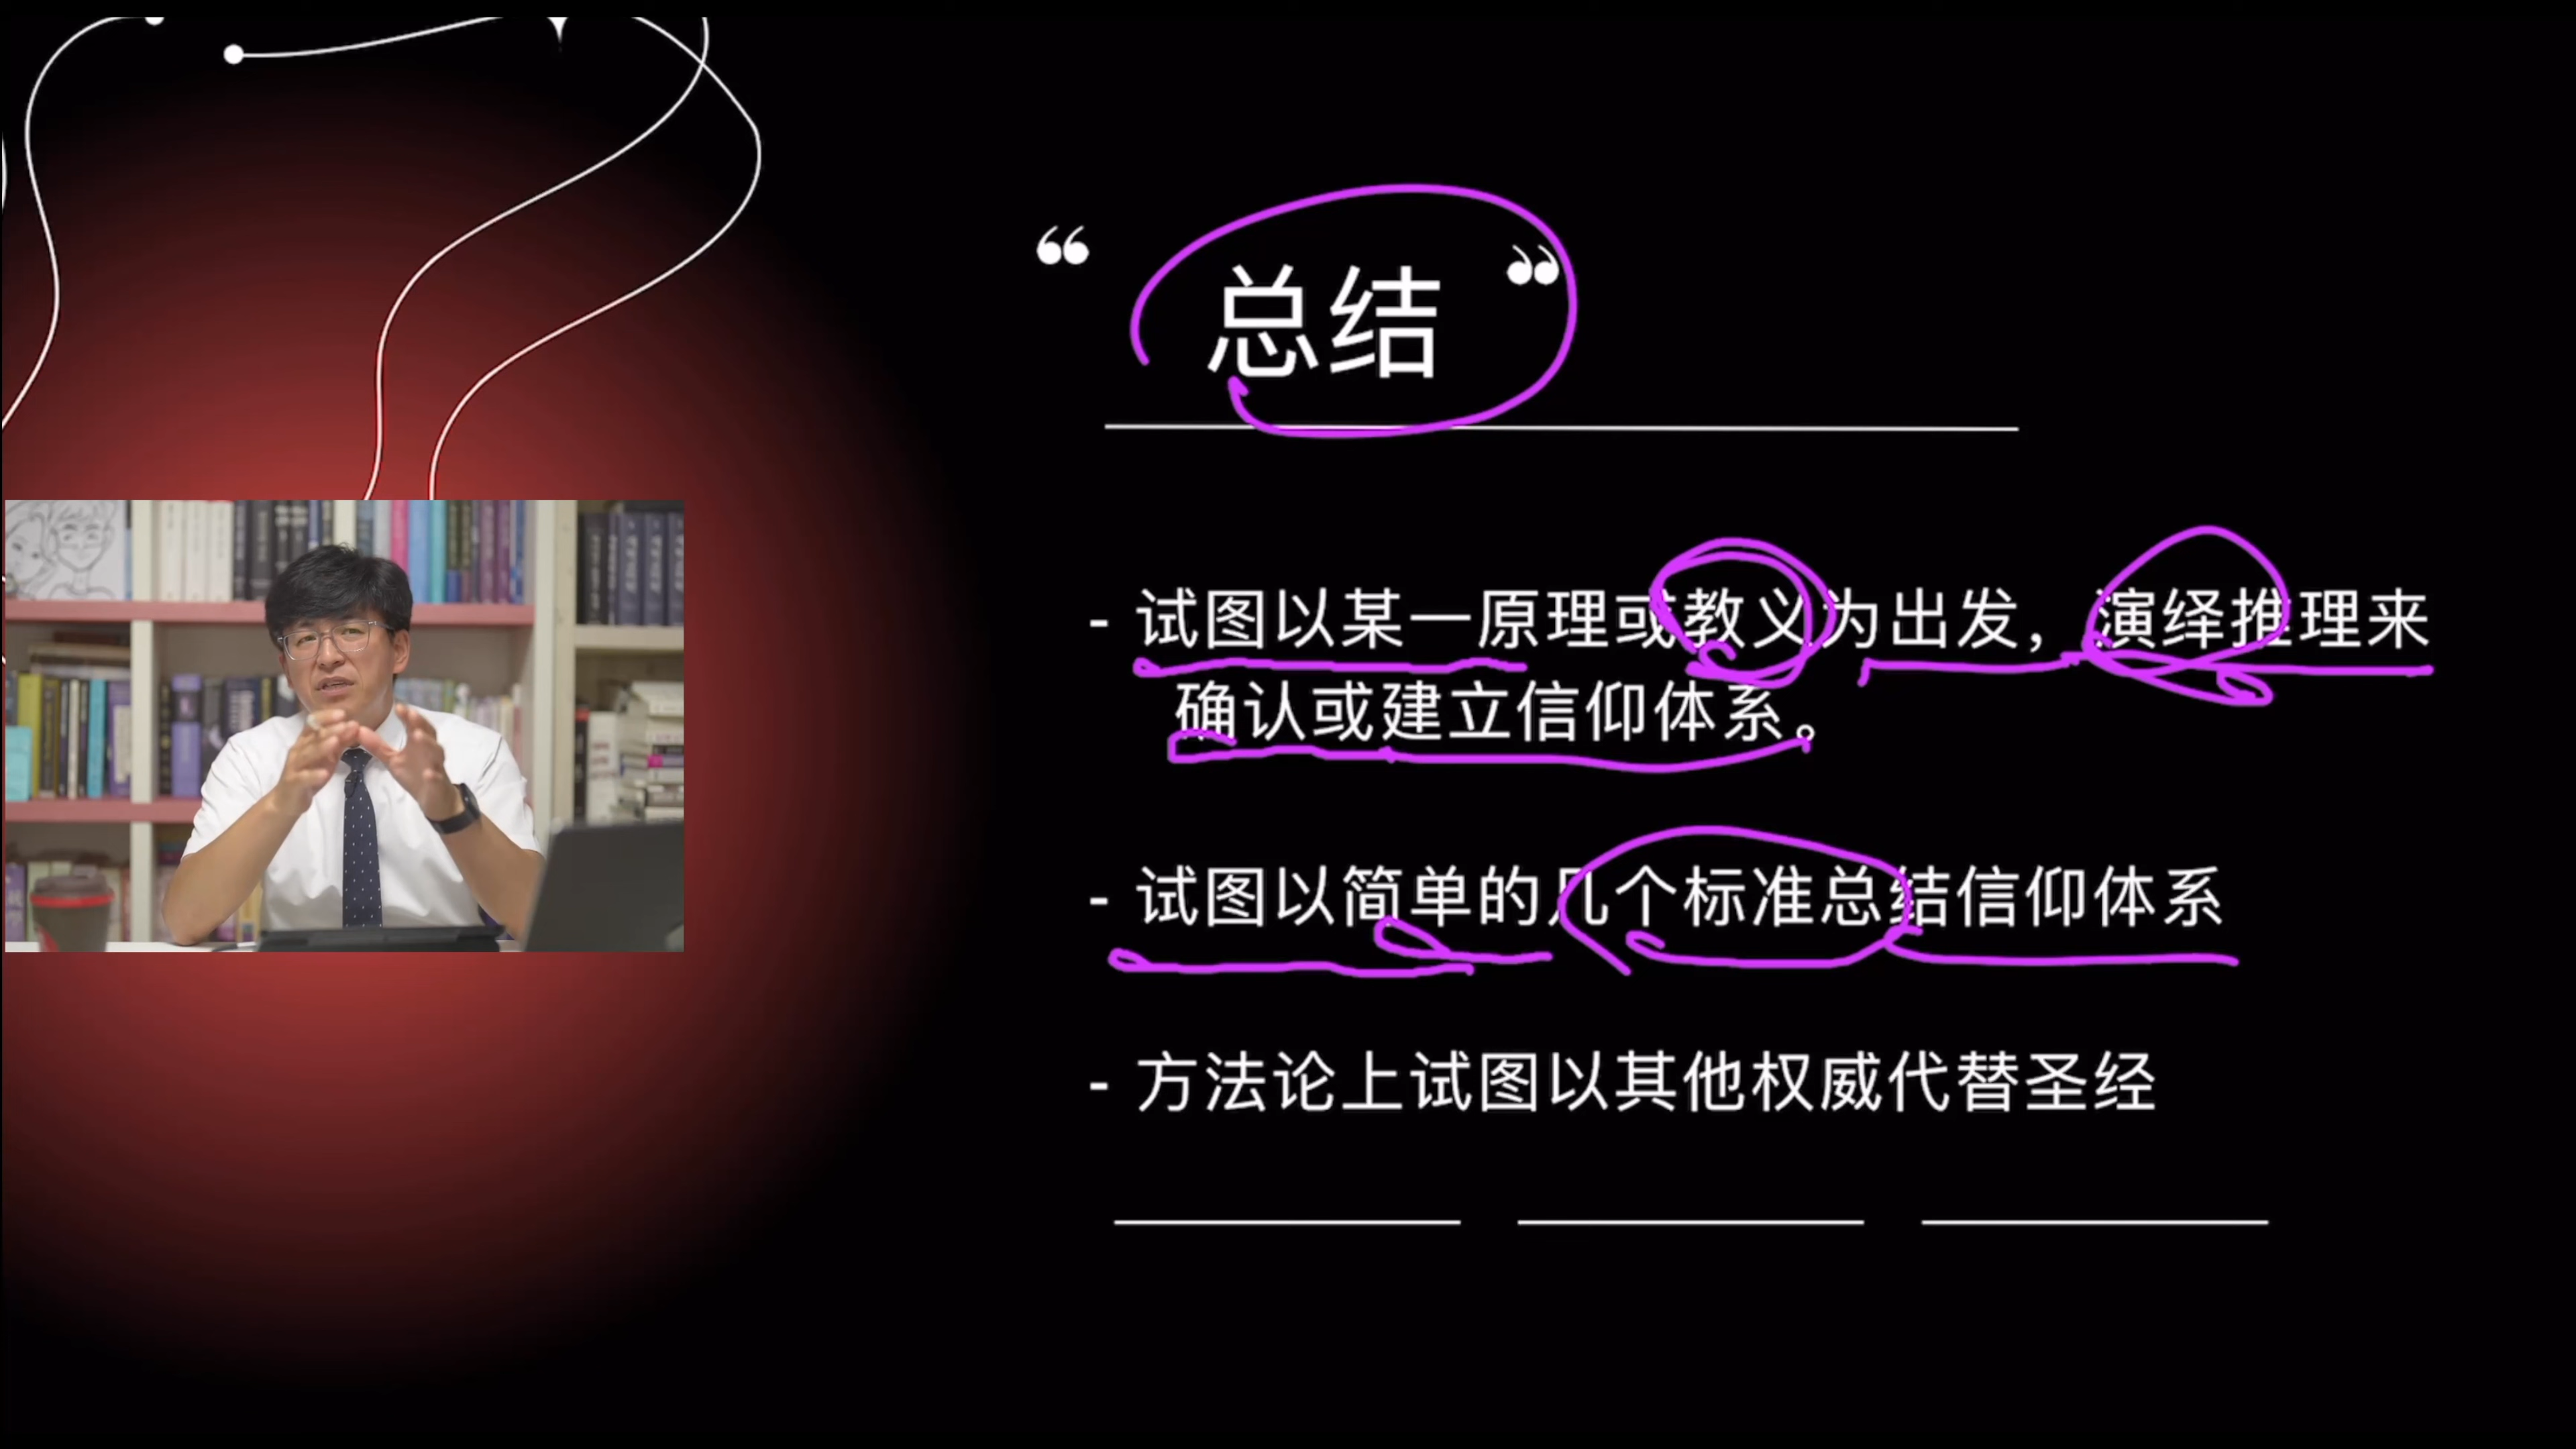 “总结”
- 试图以某一原理或教义为出发，演绎推理来
确认或建立信仰体系。
- 试图以简单的几个标准总结信仰体系
- 方法论上试图以其他权威代替圣经